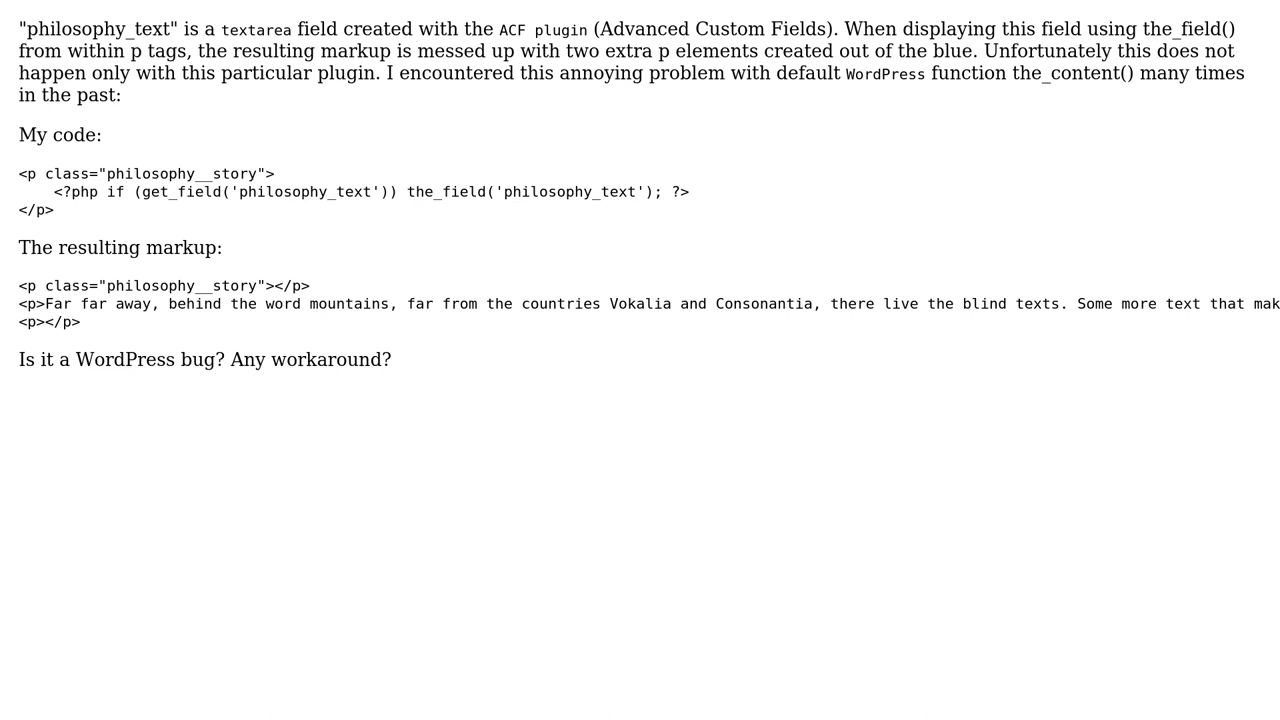 "philosophy_text" is a textarea field created with the ACF plugin (Advanced Custom Fields). When displaying this field using the_field()
from within p tags, the resulting markup is messed up with two extra p elements created out of the blue. Unfortunately this does not
happen only with this particular plugin. I encountered this annoying problem with default WordPress function the_content() many times
in the past:
My code:
<p class="philosophy__story">
    <?php if (get_field('philosophy_text')) the_field('philosophy_text'); ?>
</p>
The resulting markup:
<p class="philosophy__story"></p>
<p>Far far away, behind the word mountains, far from the countries Vokalia and Consonantia, there live the blind texts. Some more text that mak
<p></p>
Is it a WordPress bug? Any workaround?